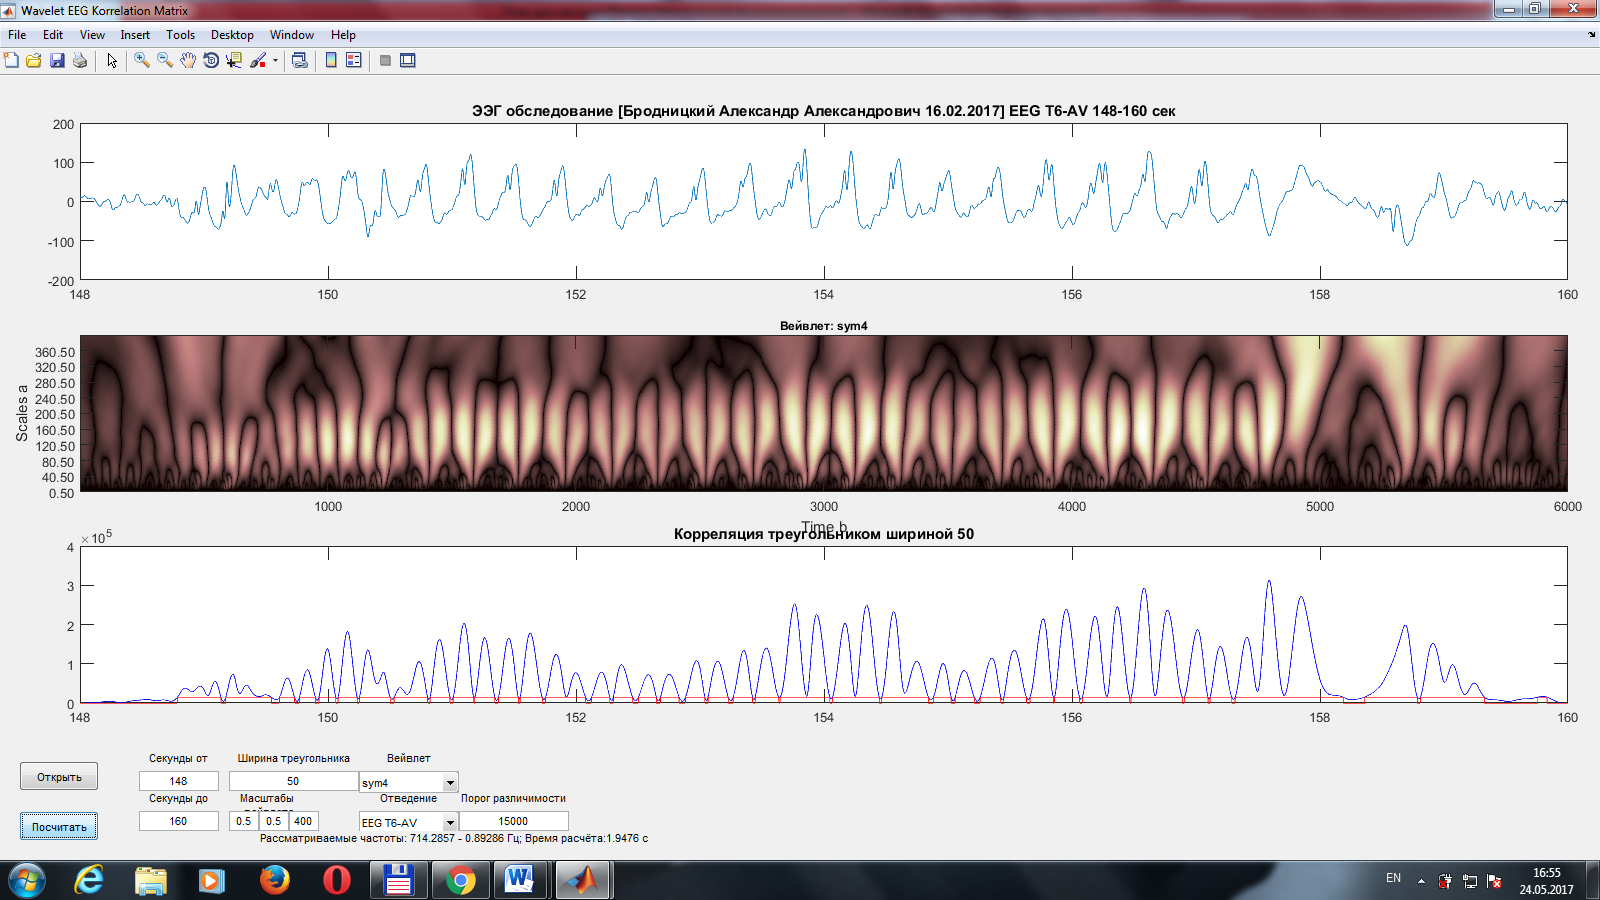 Wavelet EEG Korrelation Matrix
File Edit View Insert Tools Desktop Window Help
ЭЭГ обследование [Бродницкий Александр Александрович 16.02.2017] EEG T6-AV 148-160 сек
200
100
0
-100
-200
148 150 152 154 156 158 160
Вейвлет: sym4
Scales a
360.50
320.50
280.50
240.50
200.50
160.50
120.50
80.50
40.50
0.50
1000 2000 3000 4000 5000 6000
Time b
Корреляция треугольником шириной 50
×10^5
4
3
2
1
0
148 150 152 154 156 158 160
Открыть
Посчитать
Секунды от Ширина треугольника Вейвлет
148 50 sym4
Секунды до Масштабы Отведение Порог различимости
160 0.5 0.5 400 EEG T6-AV 15000
Рассматриваемые частоты: 714.2857 - 0.89286 Гц; Время расчёта:1.9476 с
EN
16:55
24.05.2017